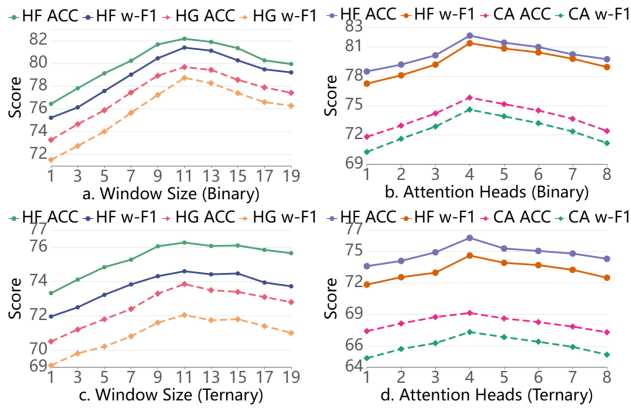 HF ACC HF w-F1 HG ACC HG w-F1
82
80
78
76
74
72
Score
1 3 5 7 9 11 13 15 17 19
a. Window Size (Binary)
HF ACC HF w-F1 CA ACC CA w-F1
83
81
78
75
72
69
Score
1 2 3 4 5 6 7 8
b. Attention Heads (Binary)
HF ACC HF w-F1 HG ACC HG w-F1
77
76
74
72
70
69
Score
1 3 5 7 9 11 13 15 17 19
c. Window Size (Ternary)
HF ACC HF w-F1 CA ACC CA w-F1
77
75
72
69
66
64
Score
1 2 3 4 5 6 7 8
d. Attention Heads (Ternary)